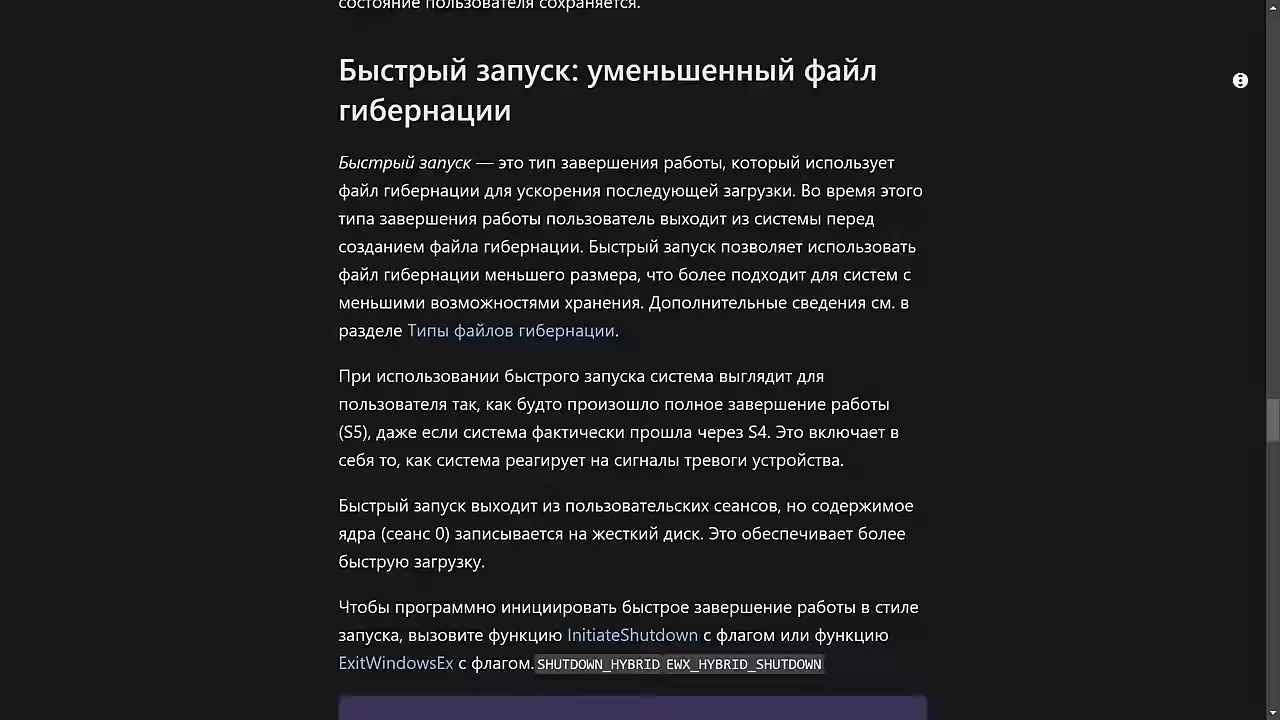 состояние пользователя сохраняется.
Быстрый запуск: уменьшенный файл
гибернации
Быстрый запуск — это тип завершения работы, который использует
файл гибернации для ускорения последующей загрузки. Во время этого
типа завершения работы пользователь выходит из системы перед
созданием файла гибернации. Быстрый запуск позволяет использовать
файл гибернации меньшего размера, что более подходит для систем с
меньшими возможностями хранения. Дополнительные сведения см. в
разделе Типы файлов гибернации.
При использовании быстрого запуска система выглядит для
пользователя так, как будто произошло полное завершение работы
(S5), даже если система фактически прошла через S4. Это включает в
себя то, как система реагирует на сигналы тревоги устройства.
Быстрый запуск выходит из пользовательских сеансов, но содержимое
ядра (сеанс 0) записывается на жесткий диск. Это обеспечивает более
быструю загрузку.
Чтобы программно инициировать быстрое завершение работы в стиле
запуска, вызовите функцию InitiateShutdown с флагом или функцию
ExitWindowsEx с флагом.SHUTDOWN_HYBRID EWX_HYBRID_SHUTDOWN